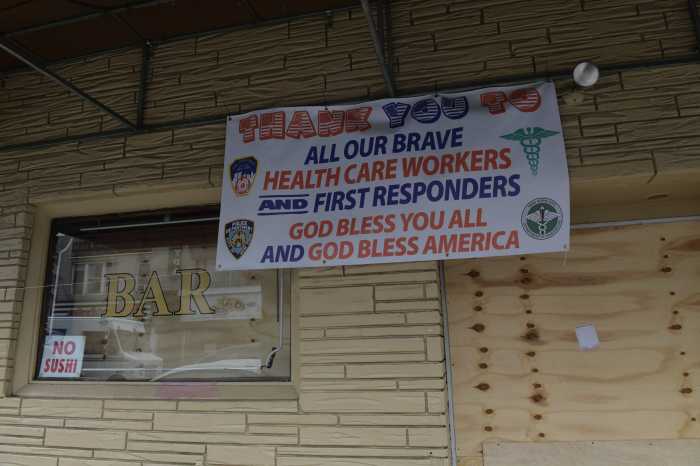 THANK YOU TO
ALL OUR BRAVE
HEALTH CARE WORKERS
AND FIRST RESPONDERS
GOD BLESS YOU ALL
AND GOD BLESS AMERICA
BAR
NO
SUSHI